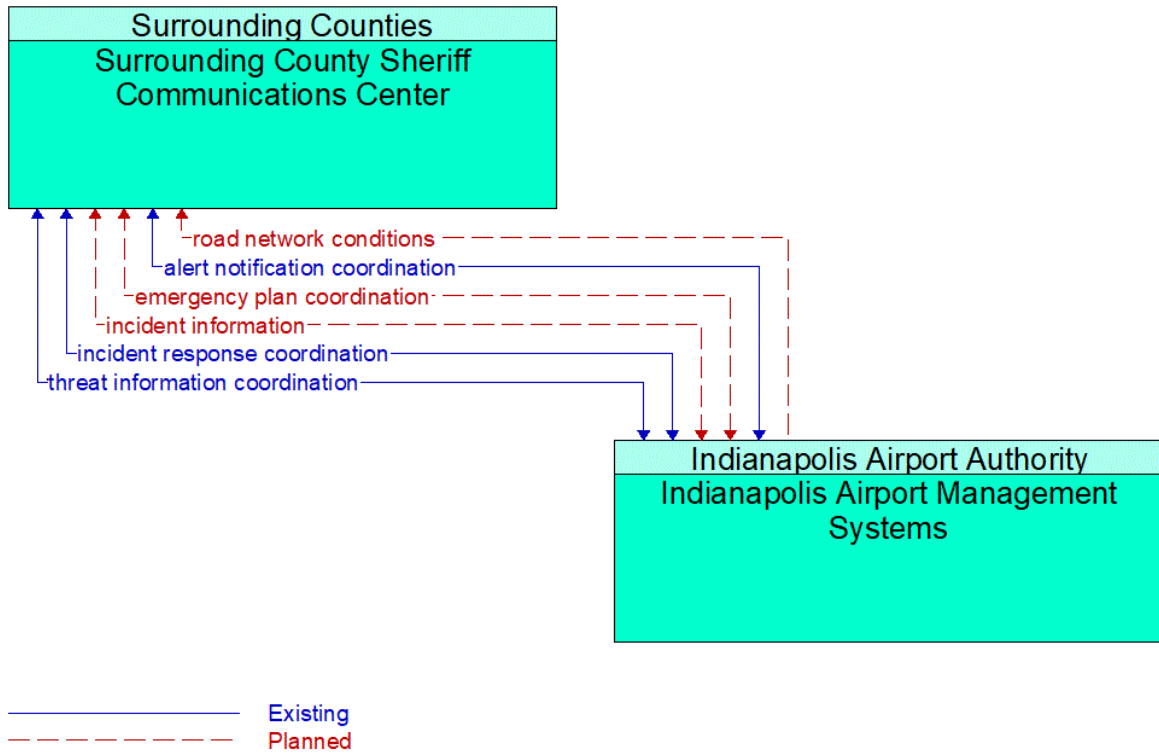 Surrounding Counties
Surrounding County Sheriff
Communications Center
road network conditions
alert notification coordination
emergency plan coordination
incident information
incident response coordination
threat information coordination
Indianapolis Airport Authority
Indianapolis Airport Management
Systems
Existing
Planned